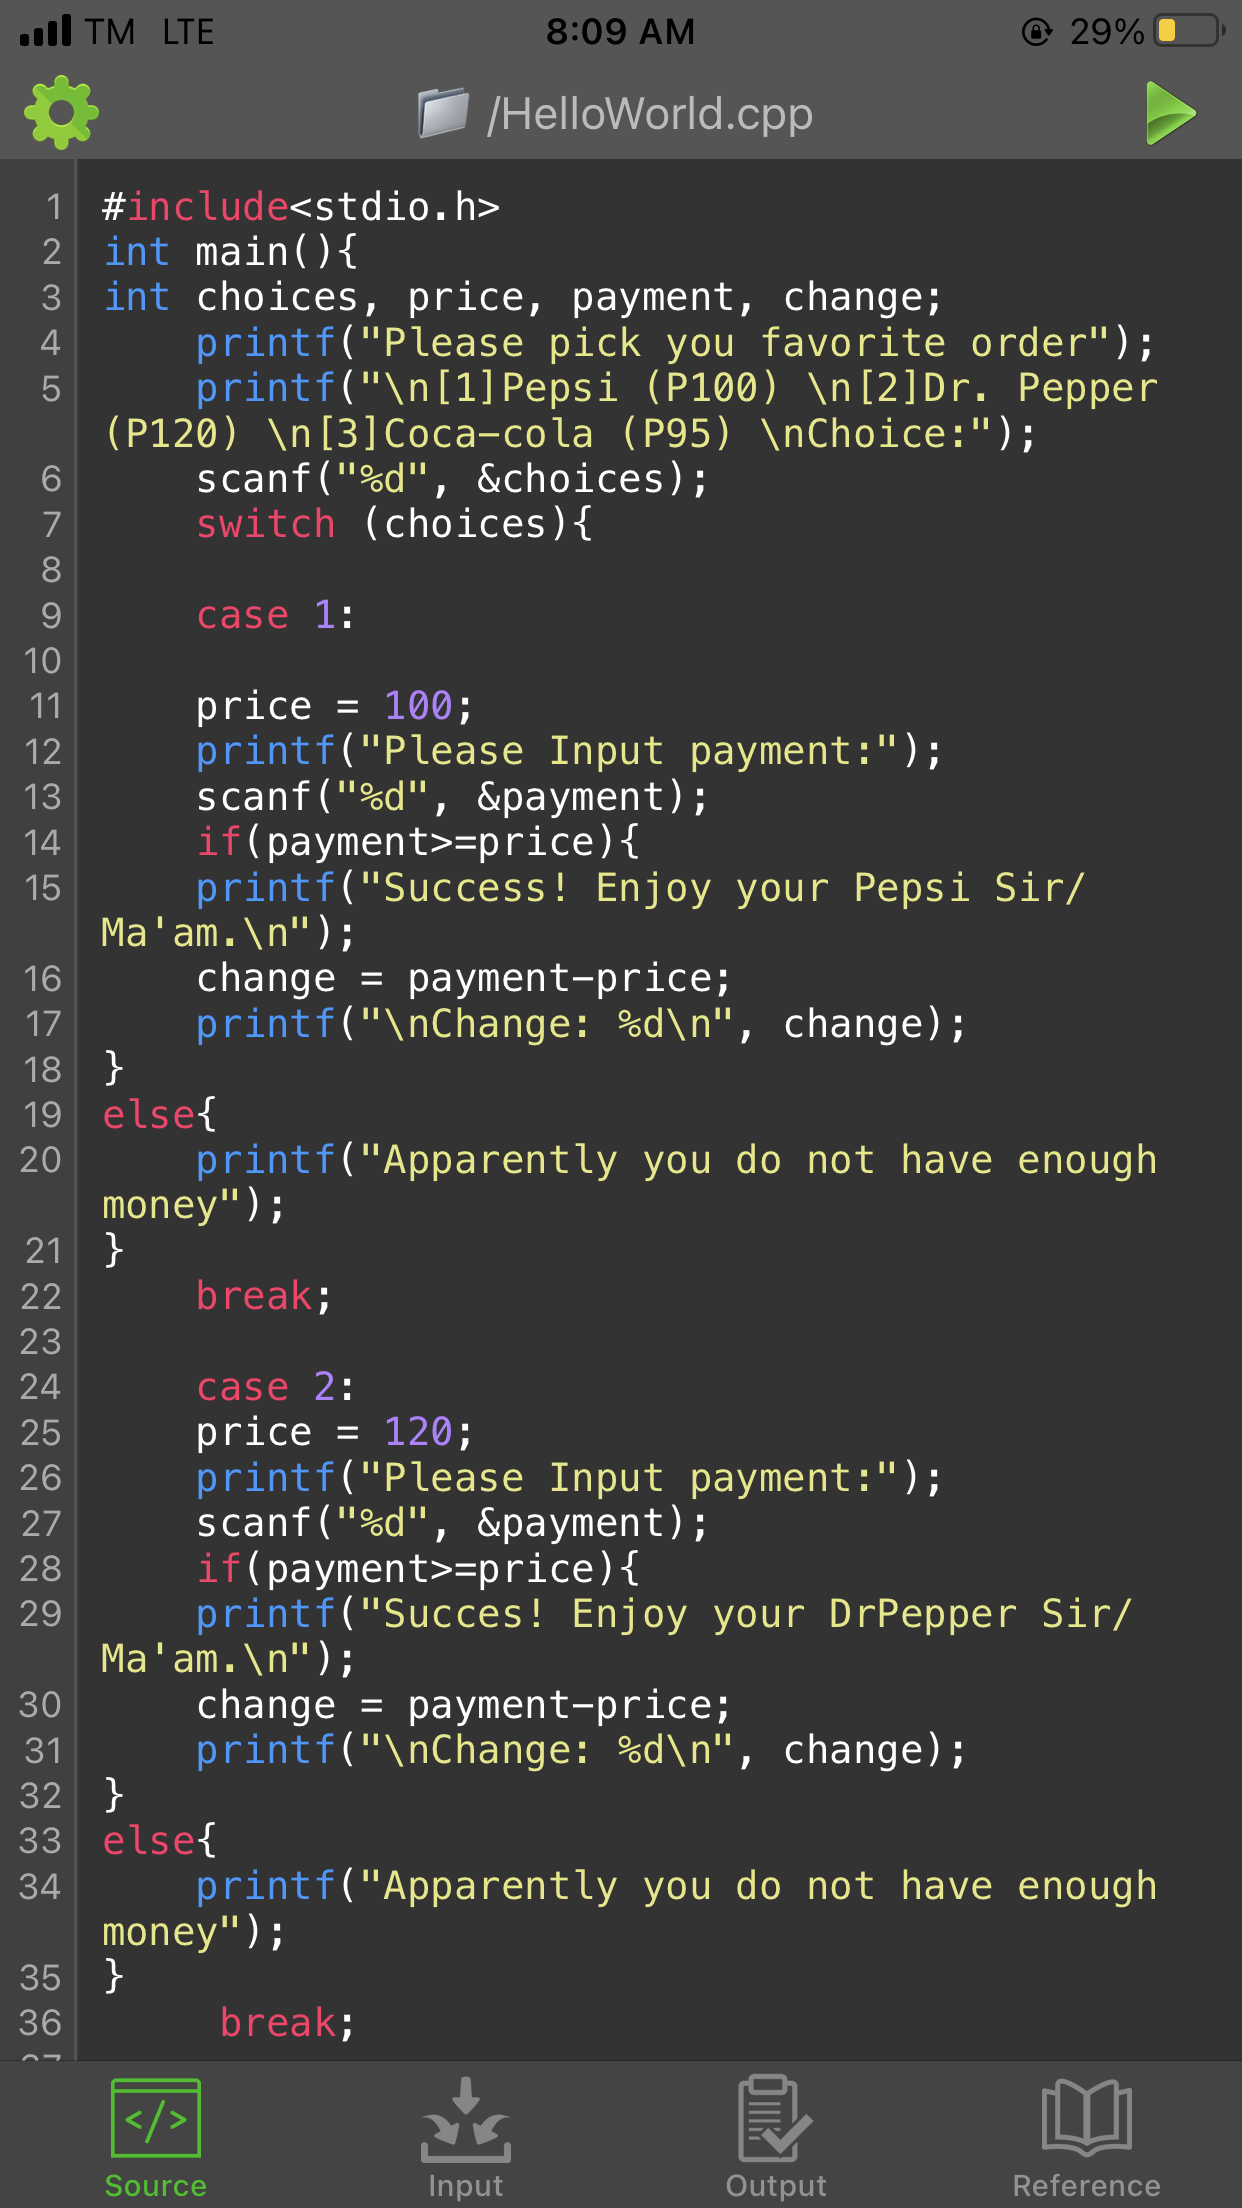 TM LTE 8:09 AM 29%
/HelloWorld.cpp
1 #include<stdio.h>
2 int main(){
3 int choices, price, payment, change;
4 printf("Please pick you favorite order");
5 printf("\n[1]Pepsi (P100) \n[2]Dr. Pepper
(P120) \n[3]Coca-cola (P95) \nChoice:");
6 scanf("%d", &choices);
7 switch (choices){
8
9 case 1:
10
11 price = 100;
12 printf("Please Input payment:");
13 scanf("%d", &payment);
14 if(payment>=price){
15 printf("Success! Enjoy your Pepsi Sir/
Ma'am.\n");
16 change = payment-price;
17 printf("\nChange: %d\n", change);
18 }
19 else{
20 printf("Apparently you do not have enough
money");
21 }
22 break;
23
24 case 2:
25 price = 120;
26 printf("Please Input payment:");
27 scanf("%d", &payment);
28 if(payment>=price){
29 printf("Succes! Enjoy your DrPepper Sir/
Ma'am.\n");
30 change = payment-price;
31 printf("\nChange: %d\n", change);
32 }
33 else{
34 printf("Apparently you do not have enough
money");
35 }
36 break;
Source Input Output Reference